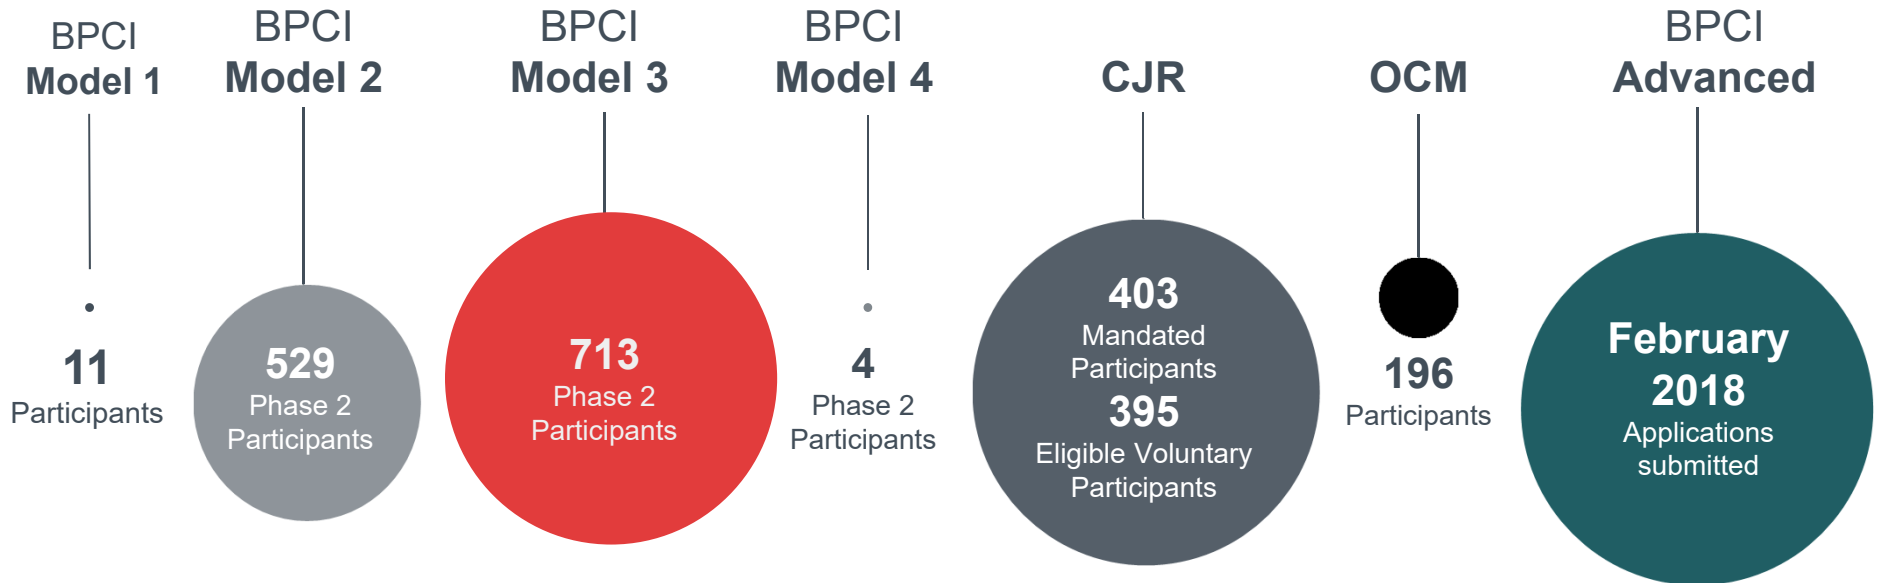 BPCI
Model 1
11
Participants
BPCI
Model 2
529
Phase 2
Participants
BPCI
Model 3
713
Phase 2
Participants
BPCI
Model 4
4
Phase 2
Participants
CJR
403
Mandated
Participants
395
Eligible Voluntary
Participants
OCM
196
Participants
BPCI
Advanced
February
2018
Applications
submitted